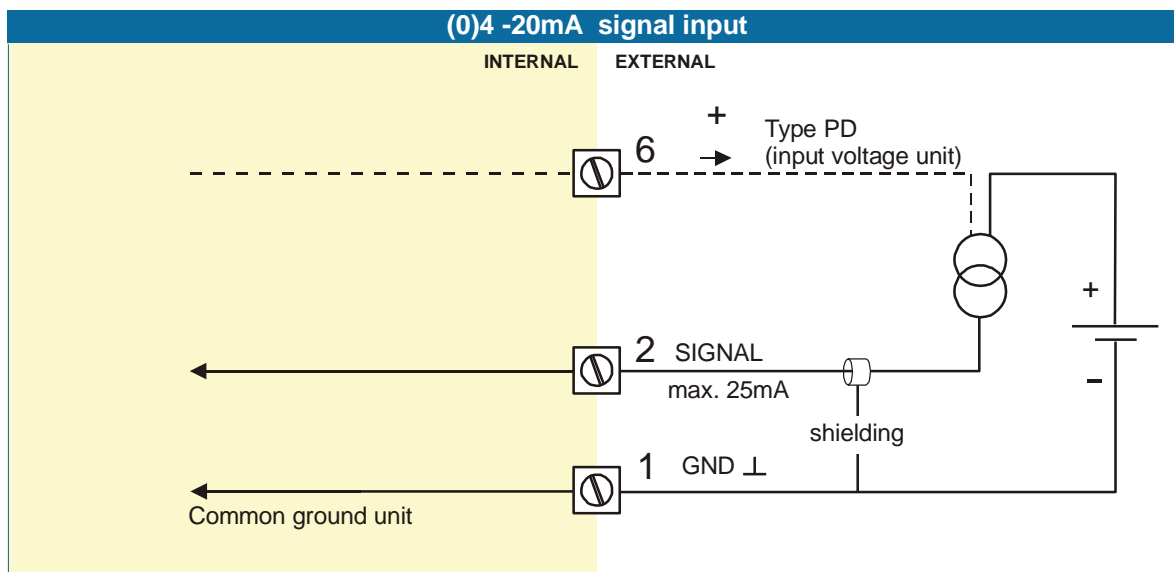 (0)4 -20mA signal input
INTERNAL EXTERNAL
+
6
Type PD
(input voltage unit)
+
2 SIGNAL
max. 25mA
-
shielding
1 GND ⊥
Common ground unit